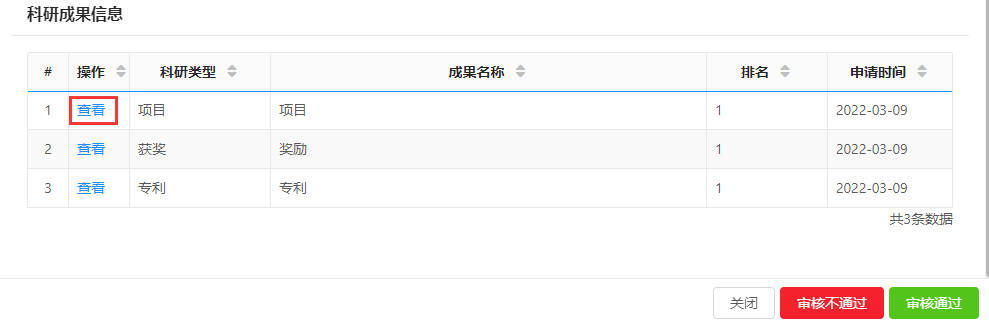 科研成果信息
# 操作 科研类型 成果名称 排名 申请时间
1 查看 项目 项目 1 2022-03-09
2 查看 获奖 奖励 1 2022-03-09
3 查看 专利 专利 1 2022-03-09
共3条数据
关闭 审核不通过 审核通过